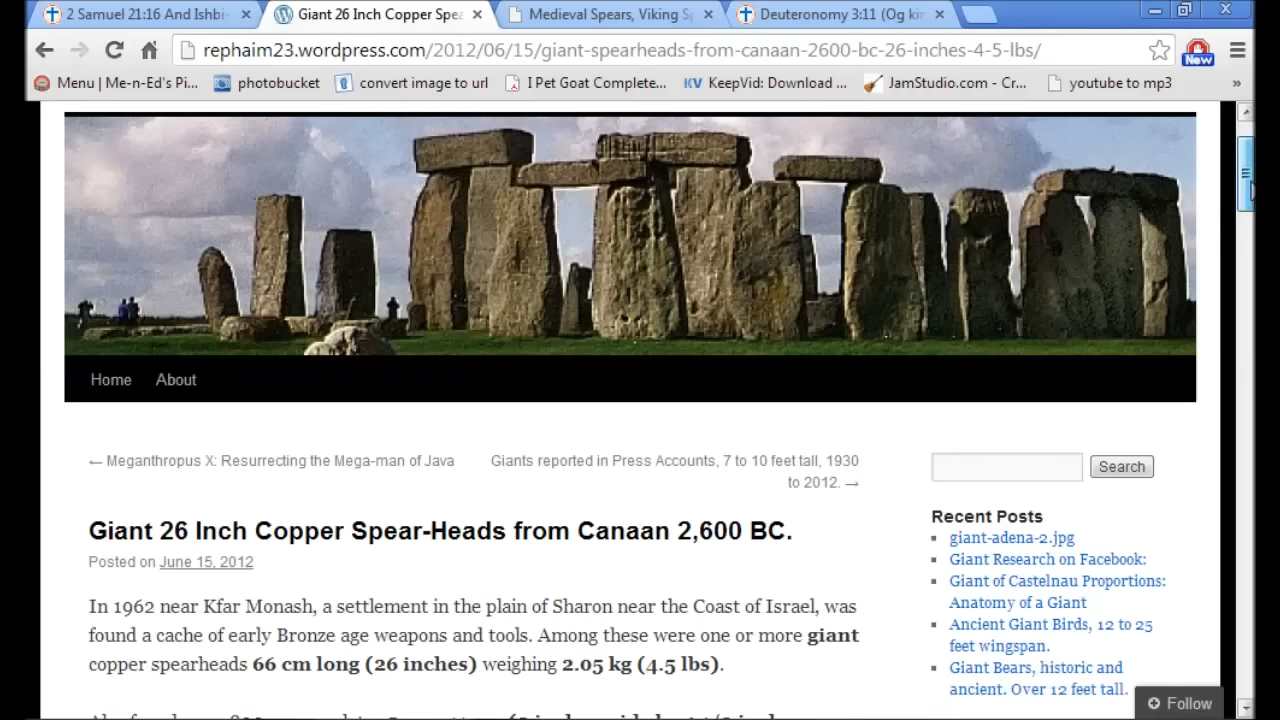 2 Samuel 21:16 And Ishbi-
Giant 26 Inch Copper Spea
Medieval Spears, Viking Sp
Deuteronomy 3:11 (Og kin
rephaim23.wordpress.com/2012/06/15/giant-spearheads-from-canaan-2600-bc-26-inches-4-5-lbs/
New
Menu | Me-n-Ed's Pi...
photobucket
convert image to url
I Pet Goat Complete...
KV KeepVid: Download ...
JamStudio.com - Cr...
youtube to mp3
»
Home About
← Meganthropus X: Resurrecting the Mega-man of Java
Giants reported in Press Accounts, 7 to 10 feet tall, 1930
to 2012. →
Giant 26 Inch Copper Spear-Heads from Canaan 2,600 BC.
Posted on June 15, 2012
In 1962 near Kfar Monash, a settlement in the plain of Sharon near the Coast of Israel, was
found a cache of early Bronze age weapons and tools. Among these were one or more giant
copper spearheads 66 cm long (26 inches) weighing 2.05 kg (4.5 lbs).
Search
Recent Posts
giant-adena-2.jpg
Giant Research on Facebook:
Giant of Castelnau Proportions:
Anatomy of a Giant
Ancient Giant Birds, 12 to 25
feet wingspan.
Giant Bears, historic and
ancient. Over 12 feet tall.
Follow